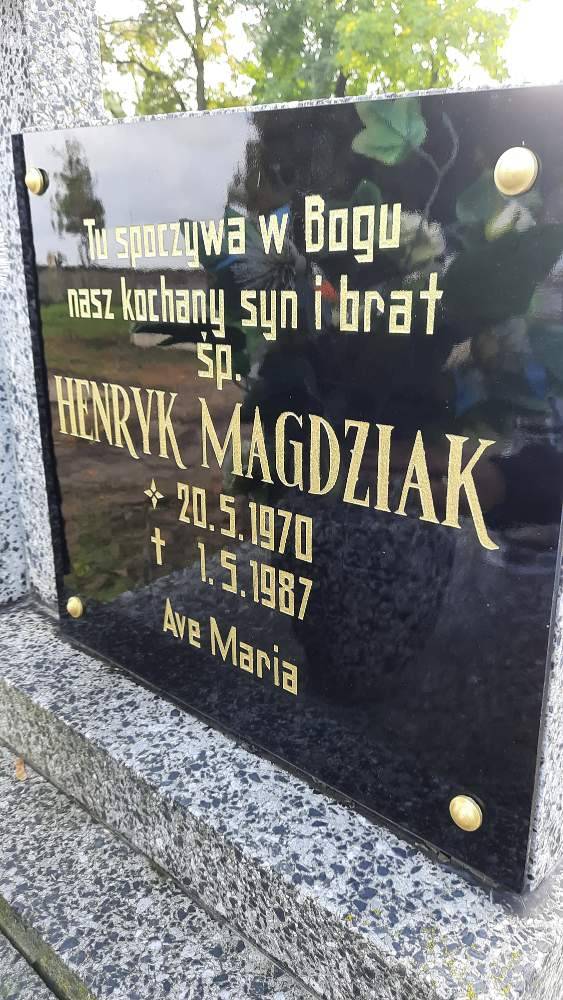 Tu spoczywa w Bogu
nasz kochany syn i brat
śp.
HENRYK MAGDZIAK
20.5.1970
† 1.5.1987
Ave Maria